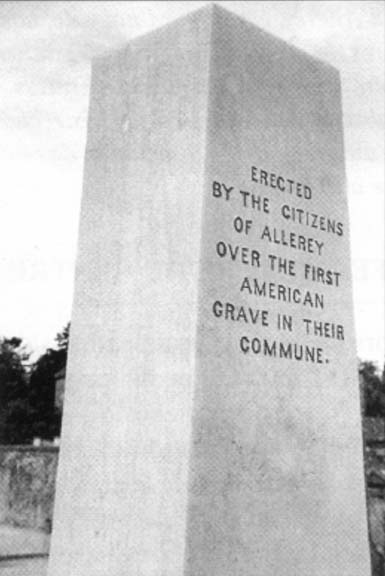 ERECTED
BY THE CITIZENS
OF ALLEREY
OVER THE FIRST
AMERICAN
GRAVE IN THEIR
COMMUNE.